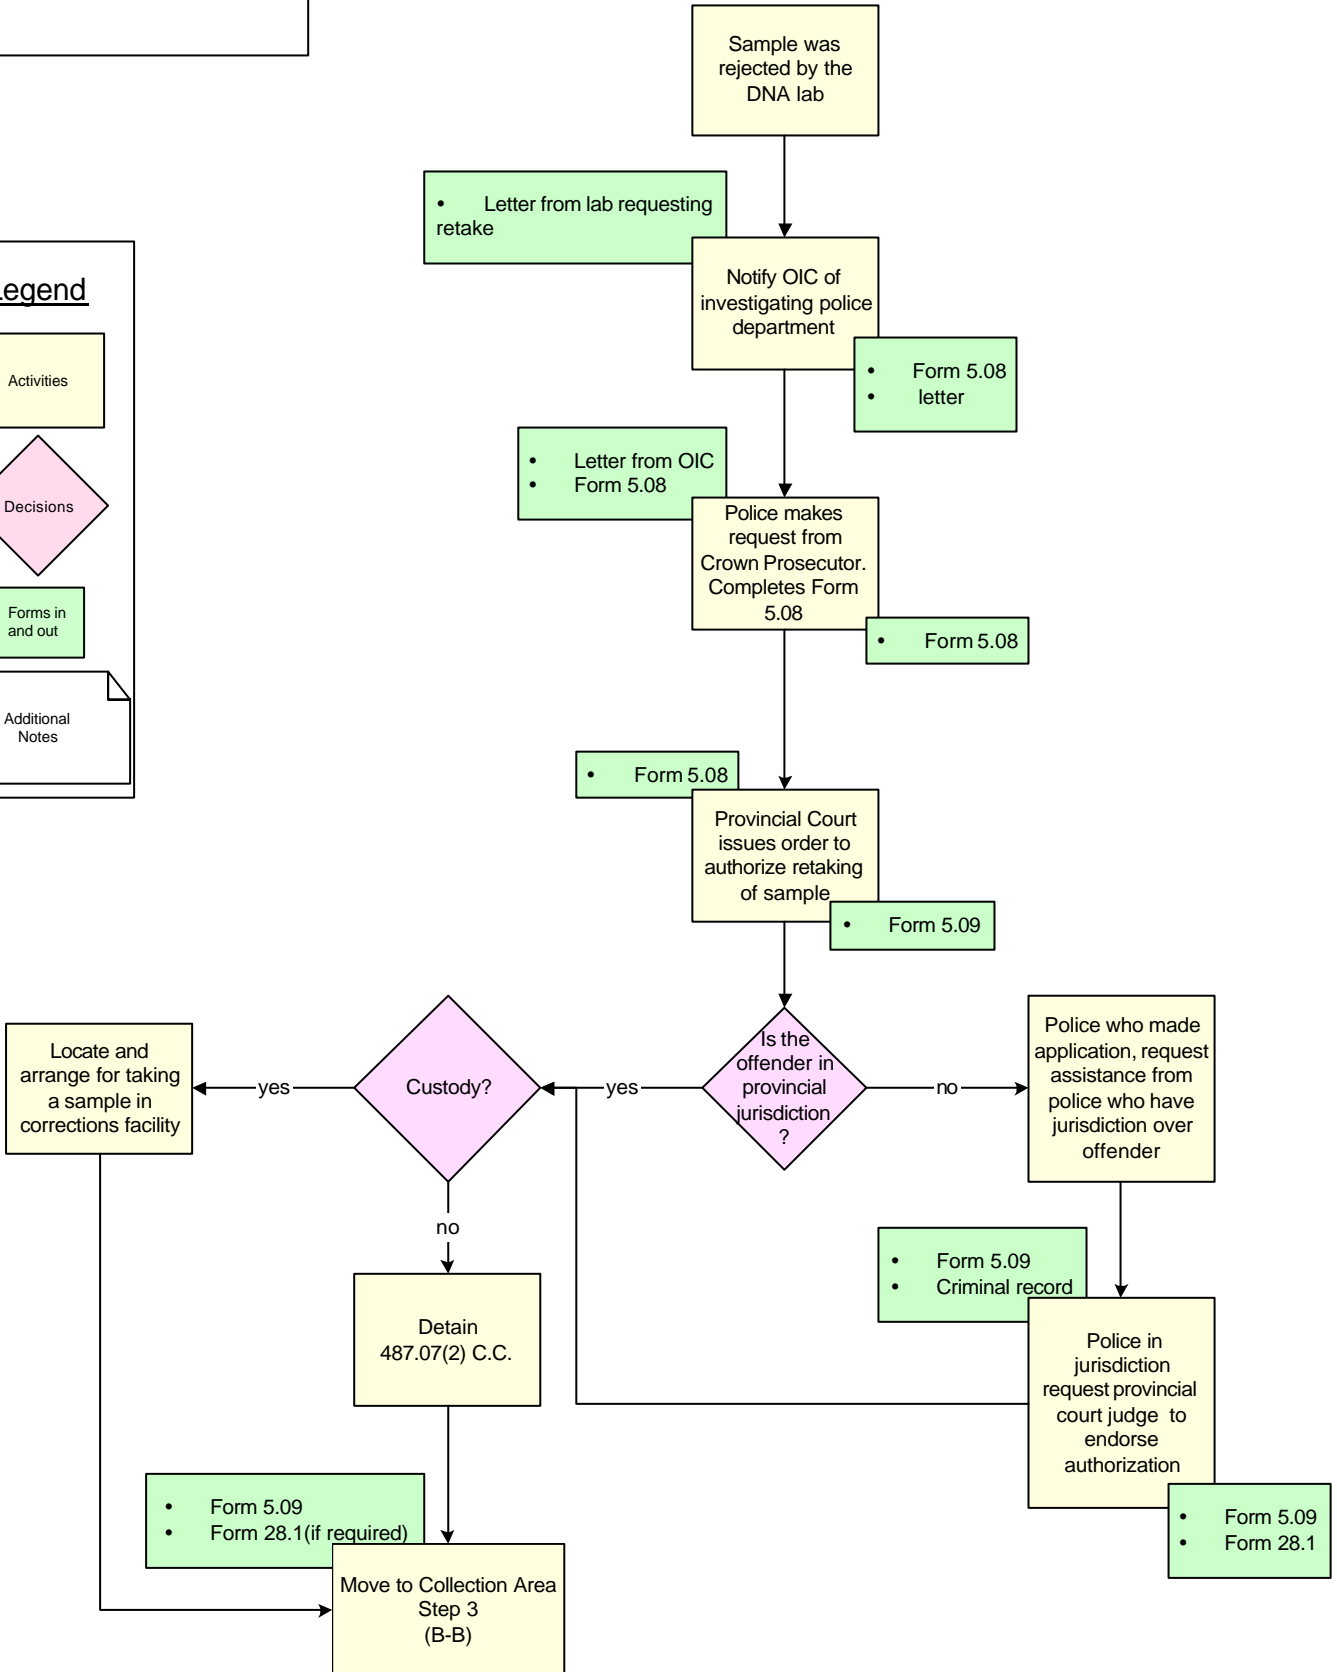 Sample was
rejected by the
DNA lab
• Letter from lab requesting
retake
Notify OIC of
investigating police
department
• Form 5.08
• letter
• Letter from OIC
• Form 5.08
Police makes
request from
Crown Prosecutor.
Completes Form
5.08
• Form 5.08
• Form 5.08
Provincial Court
issues order to
authorize retaking
of sample
• Form 5.09
Is the
offender in
provincial
jurisdiction
?
yes
no
Custody?
yes
no
Locate and
arrange for taking
a sample in
corrections facility
Police who made
application, request
assistance from
police who have
jurisdiction over
offender
• Form 5.09
• Criminal record
Police in
jurisdiction
request provincial
court judge to
endorse
authorization
• Form 5.09
• Form 28.1
Detain
487.07(2) C.C.
• Form 5.09
• Form 28.1(if required)
Move to Collection Area
Step 3
(B-B)
Legend
Activities
Decisions
Forms in
and out
Additional
Notes